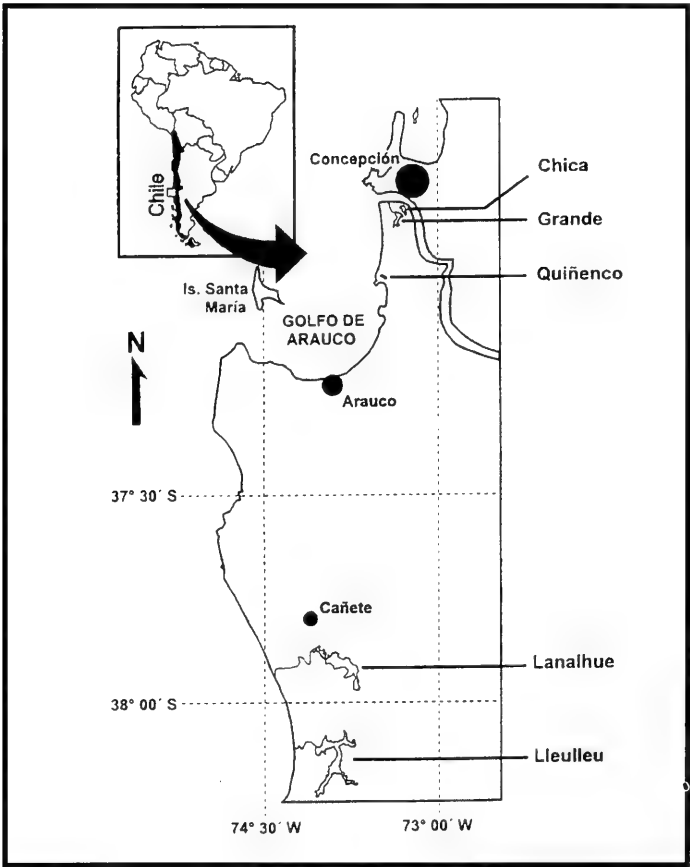 Chile
Concepción
Chica
Grande
Quiñenco
Is. Santa
María
GOLFO DE
ARAUCO
N
Arauco
37° 30´ S
Cañete
Lanalhue
38° 00´ S
Lleulleu
74° 30´ W
73° 00´ W